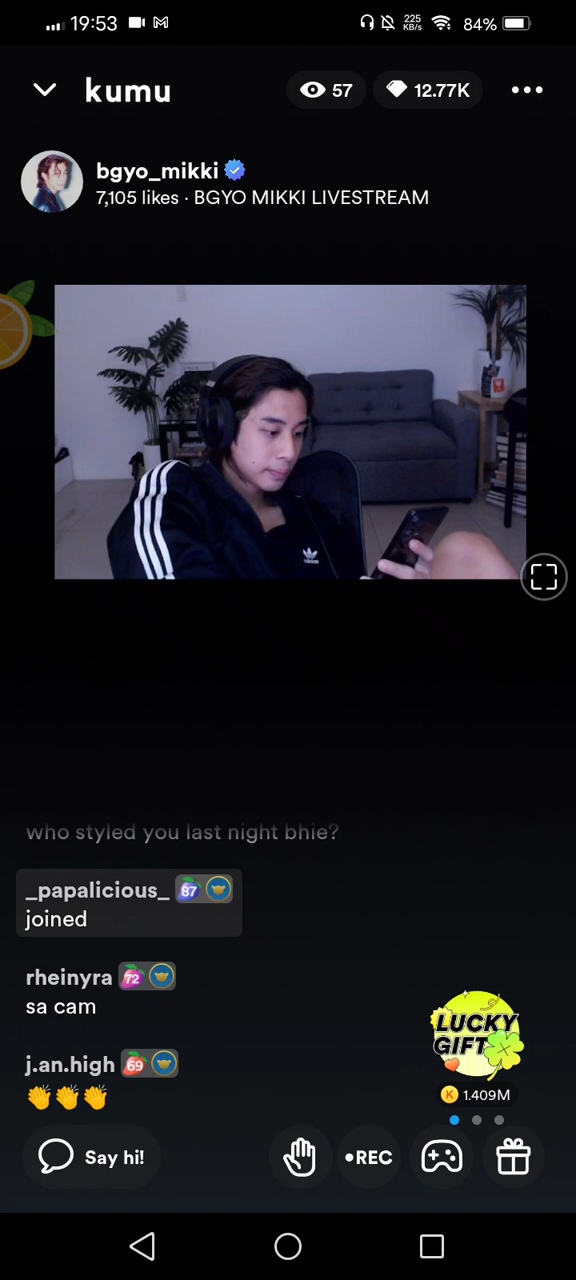 19:53
225
KB/s
84%
kumu
57
12.77K
bgyo_mikki
7,105 likes · BGYO MIKKI LIVESTREAM
adidas
who styled you last night bhie?
_papalicious_ 87
joined
rheinyra 72
sa cam
j.an.high 69
👏👏👏
LUCKY
GIFT
K 1.409M
Say hi!
•REC